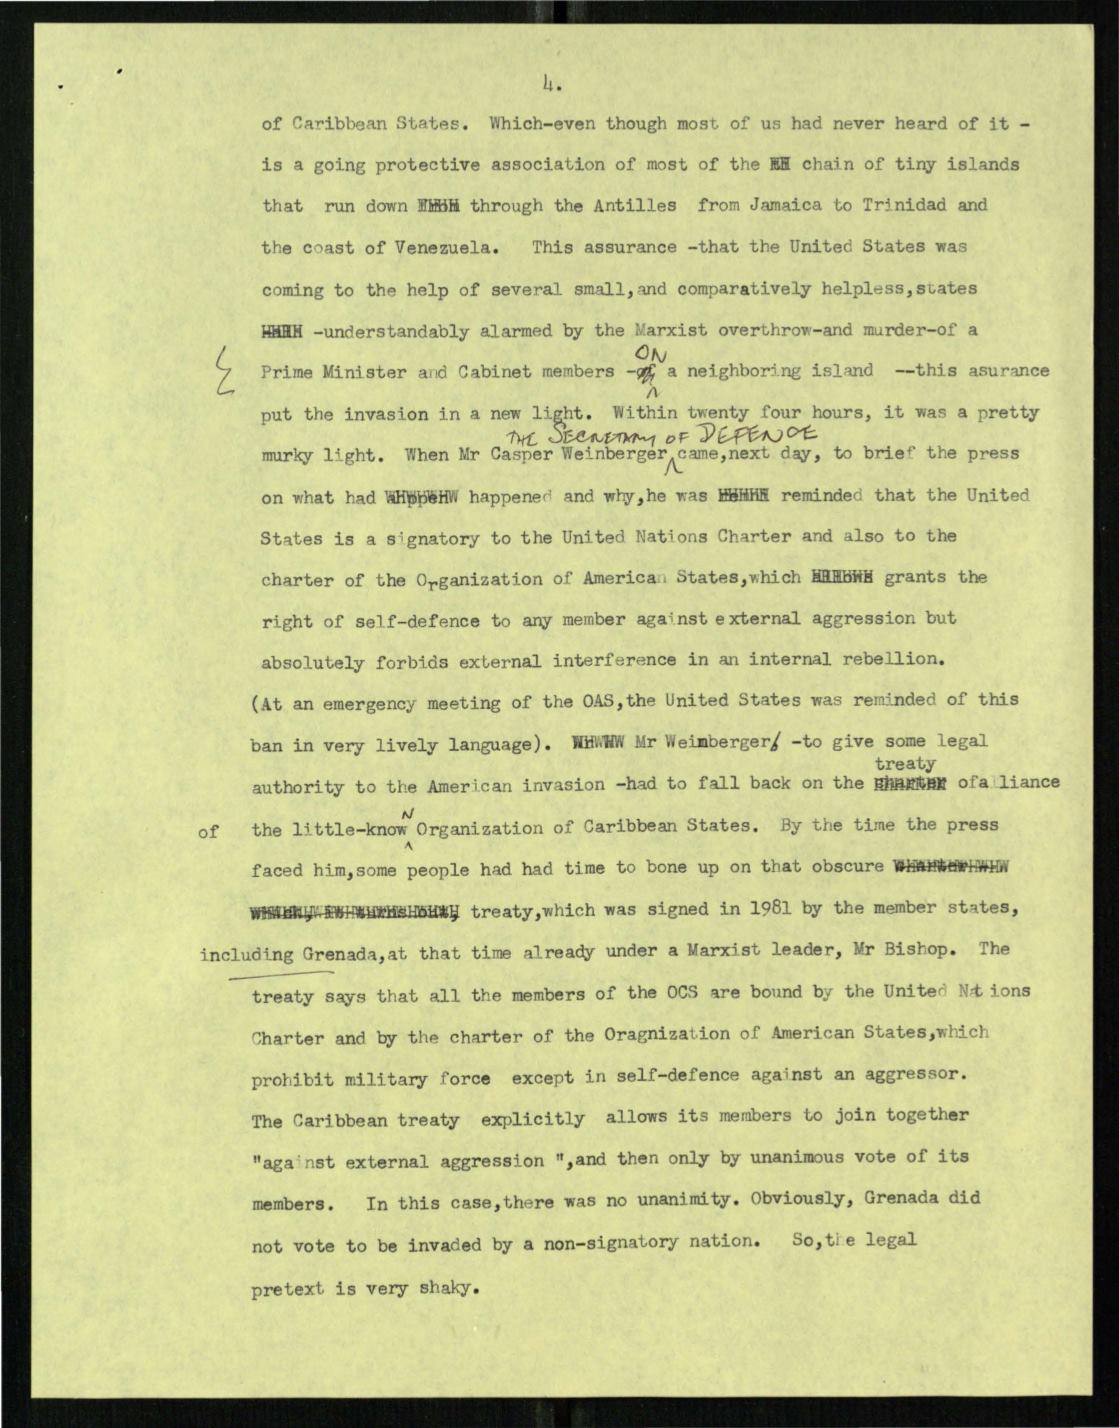 4.
of Caribbean States.  Which-even though most of us had never heard of it -
is a going protective association of most of the chain of tiny islands
that run down through the Antilles from Jamaica to Trinidad and
the coast of Venezuela.  This assurance -that the United States was
coming to the help of several small,and comparatively helpless,states
-understandably alarmed by the Marxist overthrow-and murder-of a
ON
Prime Minister and Cabinet members - a neighboring island --this asurance
put the invasion in a new light.  Within twenty four hours, it was a pretty
THE SECRETARY OF DEFENCE
murky light.  When Mr Casper Weinberger came,next day, to brief the press
on what had happened and why,he was reminded that the United
States is a signatory to the United Nations Charter and also to the
charter of the Organization of American States,which grants the
right of self-defence to any member against external aggression but
absolutely forbids external interference in an internal rebellion.
(At an emergency meeting of the OAS,the United States was reminded of this
ban in very lively language).  Mr Weinberger -to give some legal
treaty
authority to the American invasion -had to fall back on the charter ofalliance
N
of the little-know Organization of Caribbean States.  By the time the press
faced him,some people had had time to bone up on that obscure
treaty,which was signed in 1981 by the member states,
including Grenada,at that time already under a Marxist leader, Mr Bishop.  The
treaty says that all the members of the OCS are bound by the United Nations
Charter and by the charter of the Oragnization of American States,which
prohibit military force except in self-defence against an aggressor.
The Caribbean treaty explicitly allows its members to join together
"against external aggression ",and then only by unanimous vote of its
members.  In this case,there was no unanimity. Obviously, Grenada did
not vote to be invaded by a non-signatory nation.  So,the legal
pretext is very shaky.